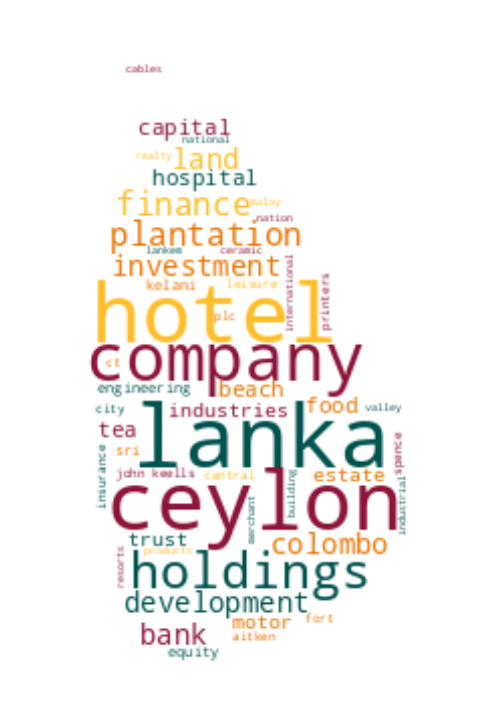 cables
capital
national
realty land
hospital
finance malay
nation
plantation
lankem ceramic
investment
international
kelani leisure
printers
hotel
plc
company
ct
engineering beach
city industries food valley
lanka
tea
spence
sri
insurance
john keells central estate
building
industrial
ceylon
merchant
trust colombo
products
resorts
holdings
development
motor fort
bank aitken
equity